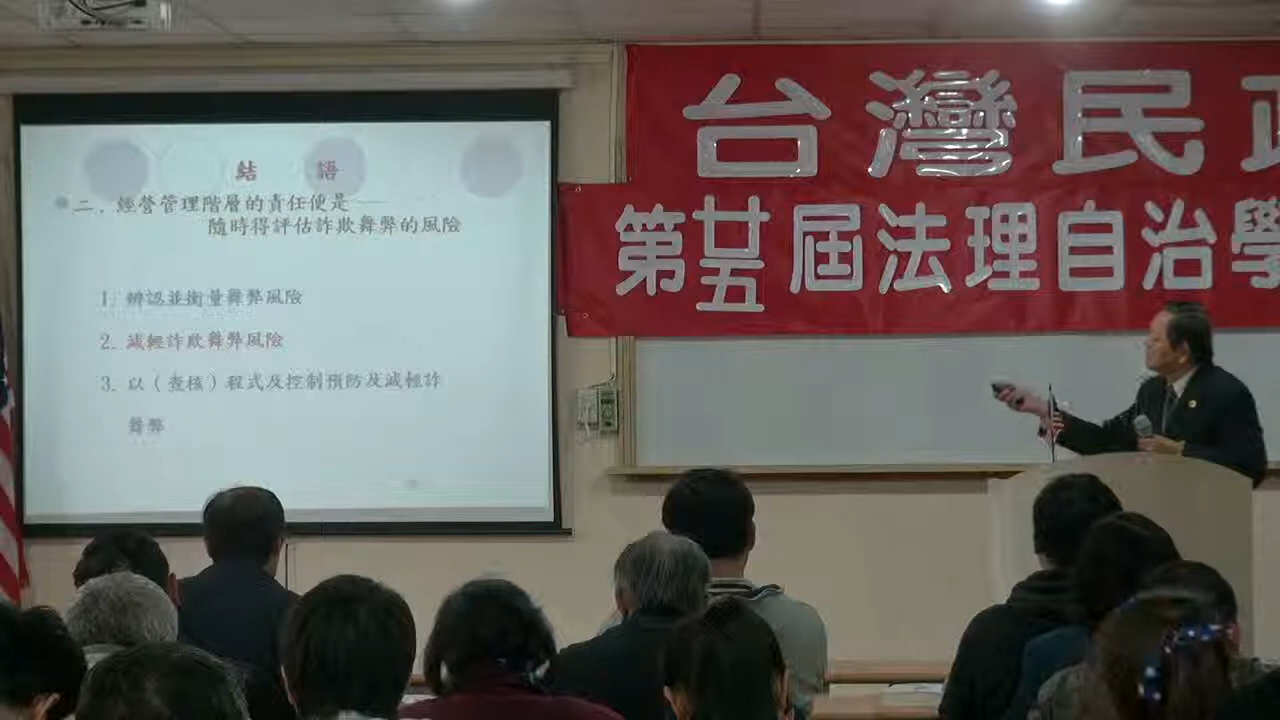 結 語
二．經營管理階層的責任便是——
隨時得評估詐欺舞弊的風險
1. 辨認並衡量舞弊風險
2. 減輕詐欺舞弊風險
3. 以（查核）程式及控制預防及減輕詐
舞弊
台灣民政
第廿五屆法理自治學